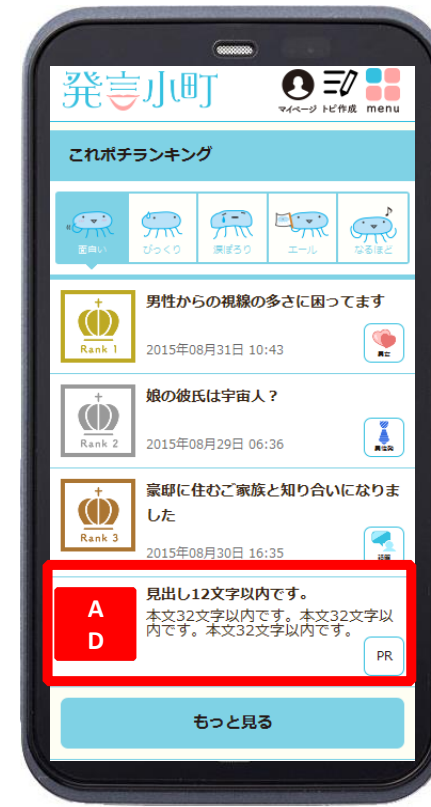 発言小町
マイページ トピ作成 menu
これポチランキング
面白い びっくり 涙ぽろり エール なるほど
男性からの視線の多さに困ってます
Rank 1
2015年08月31日 10:43
娘の彼氏は宇宙人？
Rank 2
2015年08月29日 06:36
豪邸に住むご家族と知り合いになりま
した
Rank 3
2015年08月30日 16:35
見出し12文字以内です。
A
D
本文32文字以内です。本文32文字以
内です。本文32文字以内です。
PR
もっと見る